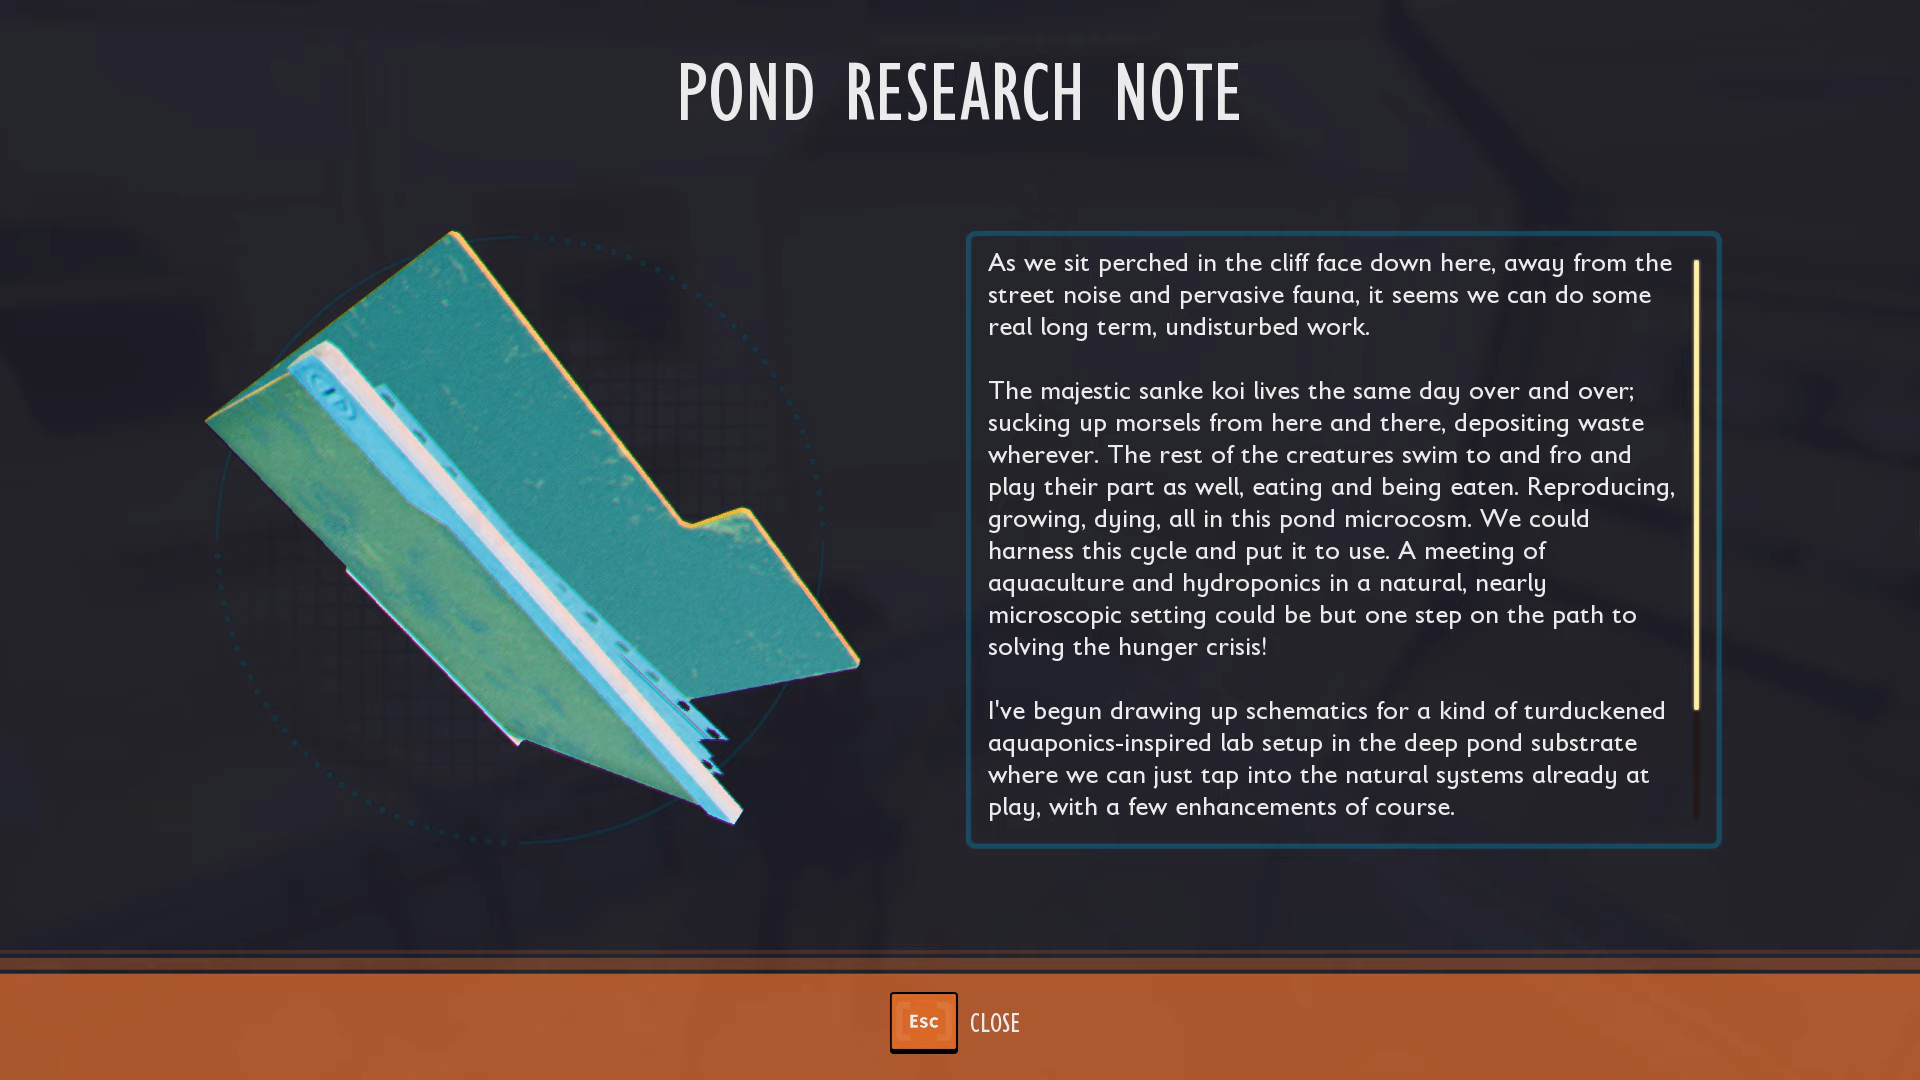 POND RESEARCH NOTE
As we sit perched in the cliff face down here, away from the
street noise and pervasive fauna, it seems we can do some
real long term, undisturbed work.
The majestic sanke koi lives the same day over and over;
sucking up morsels from here and there, depositing waste
wherever. The rest of the creatures swim to and fro and
play their part as well, eating and being eaten. Reproducing,
growing, dying, all in this pond microcosm. We could
harness this cycle and put it to use. A meeting of
aquaculture and hydroponics in a natural, nearly
microscopic setting could be but one step on the path to
solving the hunger crisis!
I've begun drawing up schematics for a kind of turduckened
aquaponics-inspired lab setup in the deep pond substrate
where we can just tap into the natural systems already at
play, with a few enhancements of course.
Esc CLOSE